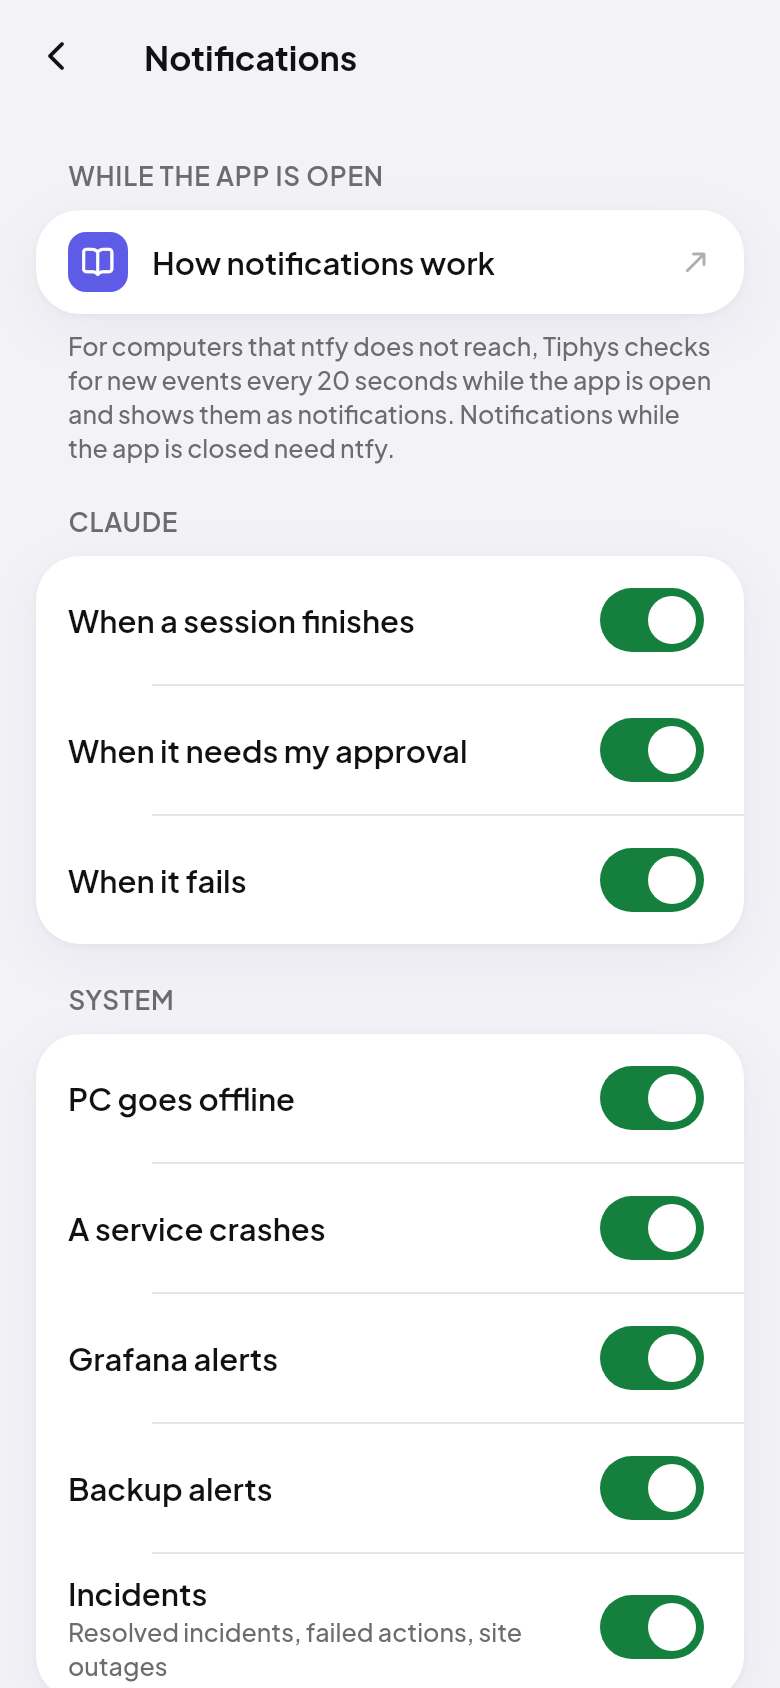 Notifications
WHILE THE APP IS OPEN
How notifications work
For computers that ntfy does not reach, Tiphys checks
for new events every 20 seconds while the app is open
and shows them as notifications. Notifications while
the app is closed need ntfy.
CLAUDE
When a session finishes
When it needs my approval
When it fails
SYSTEM
PC goes offline
A service crashes
Grafana alerts
Backup alerts
Incidents
Resolved incidents, failed actions, site
outages